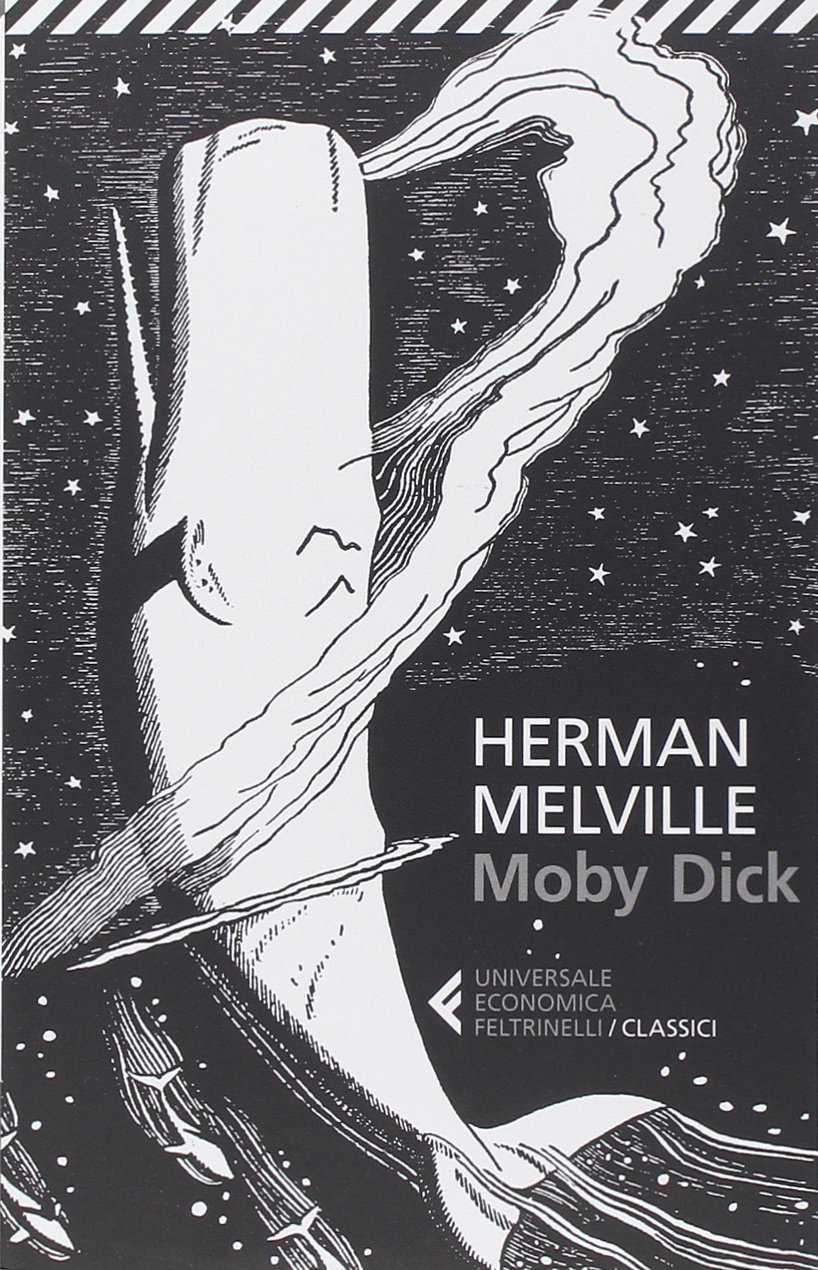 HERMAN
MELVILLE
Moby Dick
UNIVERSALE
ECONOMICA
FELTRINELLI / CLASSICI